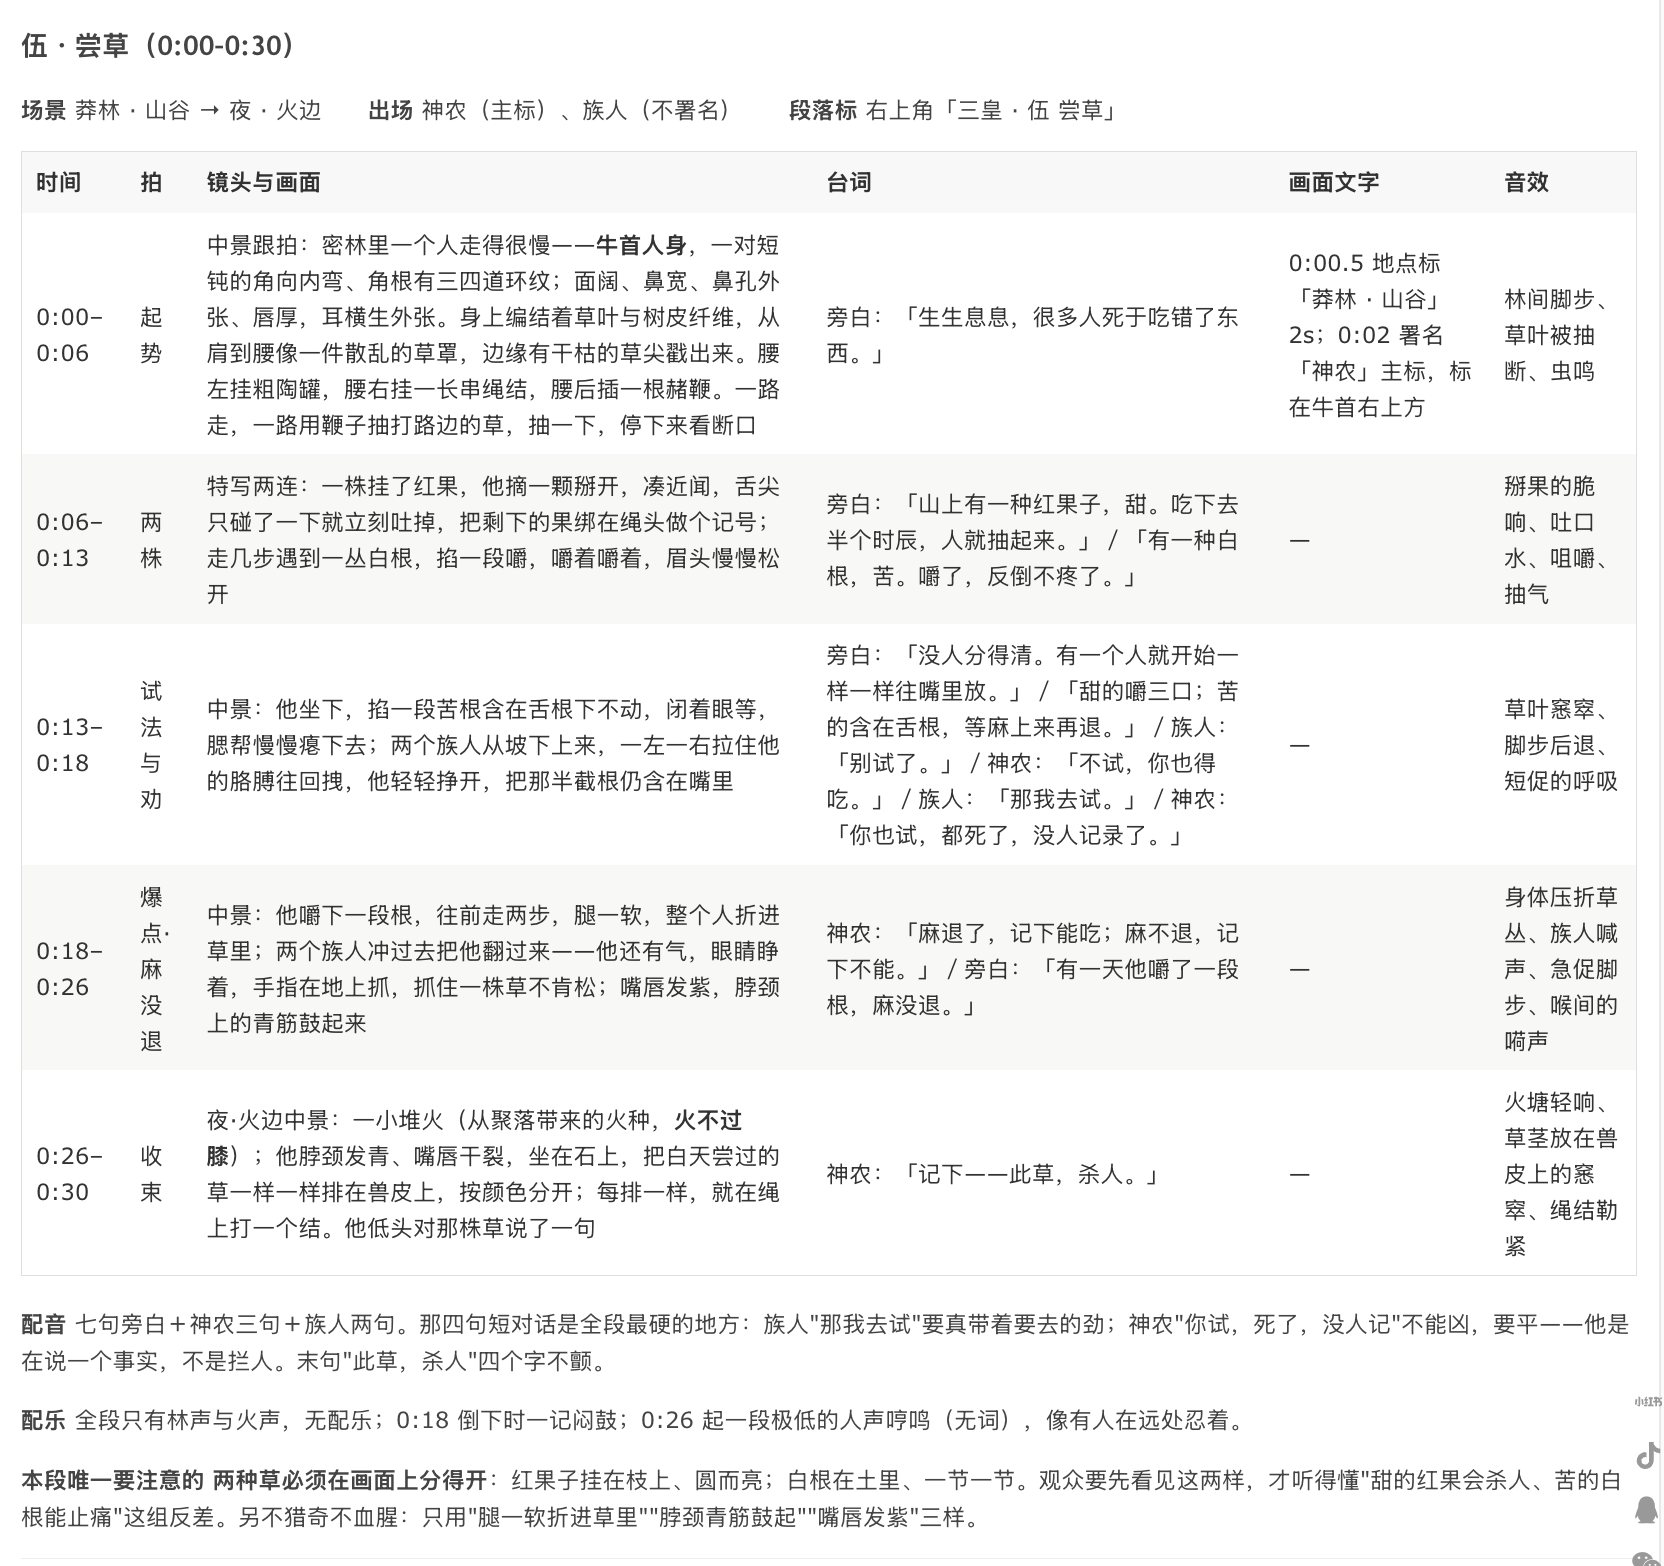 伍 · 尝草（0:00-0:30）
场景 莽林 · 山谷 → 夜 · 火边 出场 神农（主标）、族人（不署名） 段落标 右上角「三皇 · 伍 尝草」
时间 拍 镜头与画面 台词 画面文字 音效
0:00–
0:06
起
势
中景跟拍：密林里一个人走得很慢——牛首人身，一对短
钝的角向内弯、角根有三四道环纹；面阔、鼻宽、鼻孔外
张、唇厚，耳横生外张。身上编结着草叶与树皮纤维，从
肩到腰像一件散乱的草罩，边缘有干枯的草尖戳出来。腰
左挂粗陶罐，腰右挂一长串绳结，腰后插一根赭鞭。一路
走，一路用鞭子抽打路边的草，抽一下，停下来看断口
旁白：「生生息息，很多人死于吃错了东
西。」
0:00.5 地点标
「莽林 · 山谷」
2s；0:02 署名
「神农」主标，标
在牛首右上方
林间脚步、
草叶被抽
断、虫鸣
0:06–
0:13
两
株
特写两连：一株挂了红果，他摘一颗掰开，凑近闻，舌尖
只碰了一下就立刻吐掉，把剩下的果绑在绳头做个记号；
走几步遇到一丛白根，掐一段嚼，嚼着嚼着，眉头慢慢松
开
旁白：「山上有一种红果子，甜。吃下去
半个时辰，人就抽起来。」 / 「有一种白
根，苦。嚼了，反倒不疼了。」
—
掰果的脆
响、吐口
水、咀嚼、
抽气
0:13–
0:18
试
法
与
劝
中景：他坐下，掐一段苦根含在舌根下不动，闭着眼等，
腮帮慢慢瘪下去；两个族人从坡下上来，一左一右拉住他
的胳膊往回拽，他轻轻挣开，把那半截根仍含在嘴里
旁白：「没人分得清。有一个人就开始一
样一样往嘴里放。」 / 「甜的嚼三口；苦
的含在舌根，等麻上来再退。」 / 族人：
「别试了。」 / 神农：「不试，你也得
吃。」 / 族人：「那我去试。」 / 神农：
「你也试，都死了，没人记录了。」
—
草叶窸窣、
脚步后退、
短促的呼吸
0:18–
0:26
爆
点·
麻
没
退
中景：他嚼下一段根，往前走两步，腿一软，整个人折进
草里；两个族人冲过去把他翻过来——他还有气，眼睛睁
着，手指在地上抓，抓住一株草不肯松；嘴唇发紫，脖颈
上的青筋鼓起来
神农：「麻退了，记下能吃；麻不退，记
下不能。」 / 旁白：「有一天他嚼了一段
根，麻没退。」
—
身体压折草
丛、族人喊
声、急促脚
步、喉间的
嗬声
0:26–
0:30
收
束
夜·火边中景：一小堆火（从聚落带来的火种，火不过
膝）；他脖颈发青、嘴唇干裂，坐在石上，把白天尝过的
草一样一样排在兽皮上，按颜色分开；每排一样，就在绳
上打一个结。他低头对那株草说了一句
神农：「记下——此草，杀人。」
—
火塘轻响、
草茎放在兽
皮上的窸
窣、绳结勒
紧
配音 七句旁白＋神农三句＋族人两句。那四句短对话是全段最硬的地方：族人"那我去试"要真带着要去的劲；神农"你试，死了，没人记"不能凶，要平——他是
在说一个事实，不是拦人。末句"此草，杀人"四个字不颤。
配乐 全段只有林声与火声，无配乐；0:18 倒下时一记闷鼓；0:26 起一段极低的人声哼鸣（无词），像有人在远处忍着。
本段唯一要注意的 两种草必须在画面上分得开：红果子挂在枝上、圆而亮；白根在土里、一节一节。观众要先看见这两样，才听得懂"甜的红果会杀人、苦的白
根能止痛"这组反差。另不猎奇不血腥：只用"腿一软折进草里""脖颈青筋鼓起""嘴唇发紫"三样。
小红书